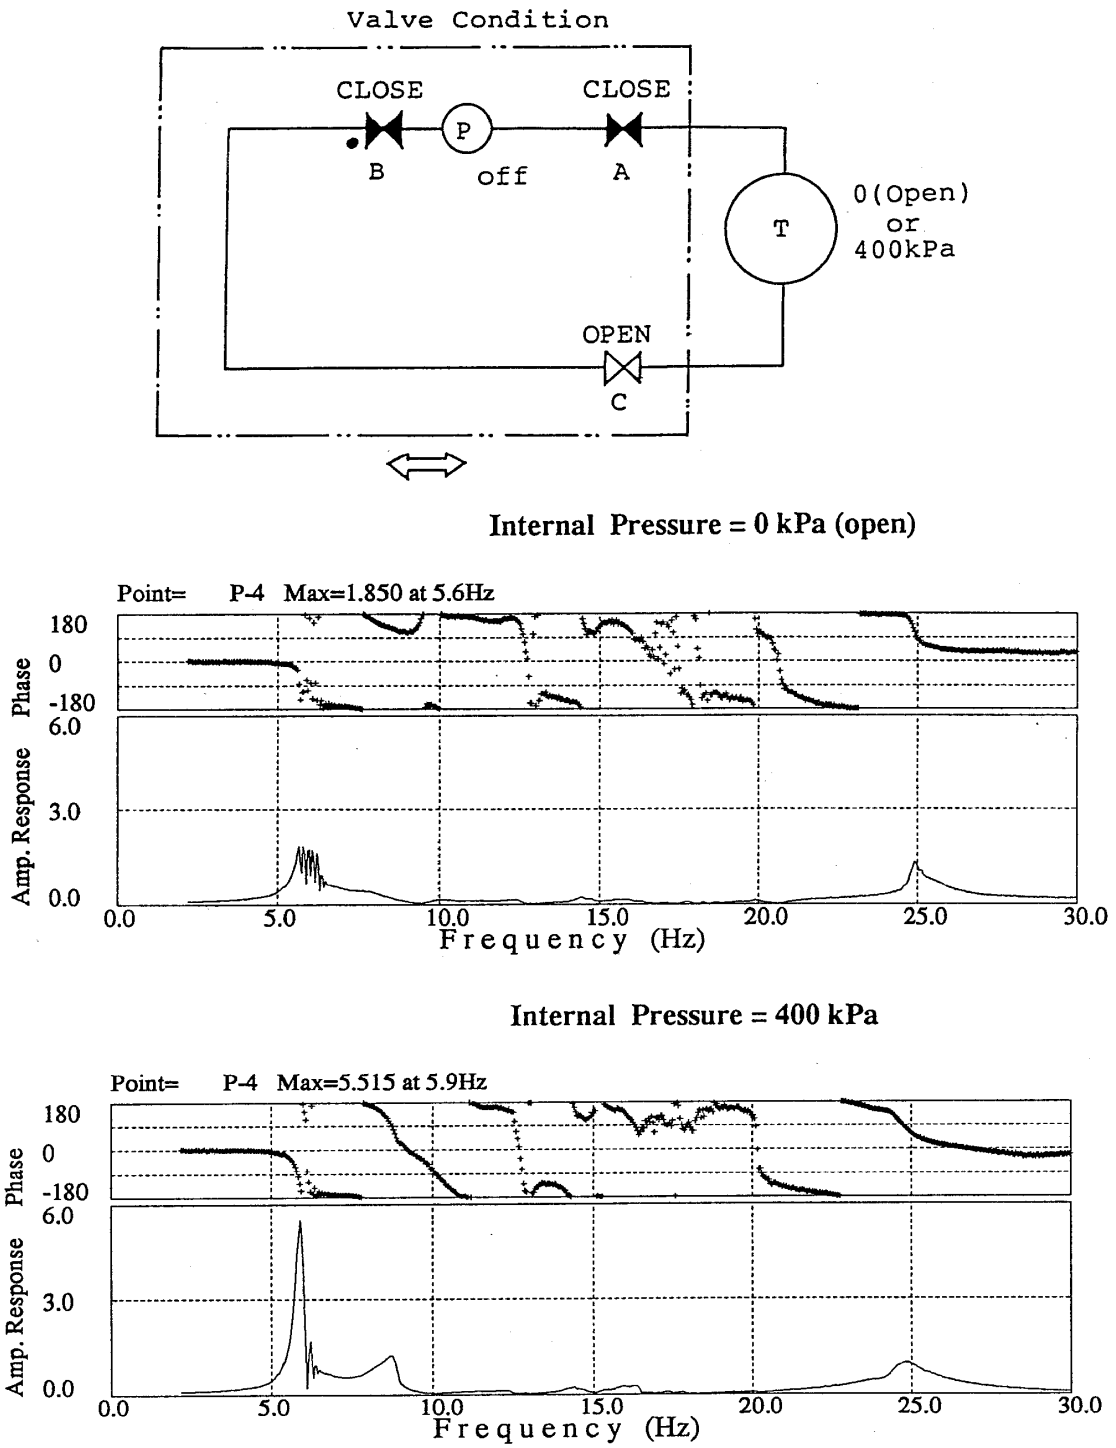 Valve Condition
CLOSE
CLOSE
P
B
off
A
T
0(Open)
or
400kPa
OPEN
C
Internal Pressure = 0 kPa (open)
Point= P-4 Max=1.850 at 5.6Hz
Phase
180
0
-180
Amp. Response
6.0
3.0
0.0
0.0 5.0 10.0 15.0 20.0 25.0 30.0
Frequency (Hz)
Internal Pressure = 400 kPa
Point= P-4 Max=5.515 at 5.9Hz
Phase
180
0
-180
Amp. Response
6.0
3.0
0.0
0.0 5.0 10.0 15.0 20.0 25.0 30.0
Frequency (Hz)